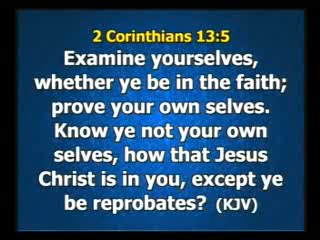 2 Corinthians 13:5
Examine yourselves,
whether ye be in the faith;
prove your own selves.
Know ye not your own
selves, how that Jesus
Christ is in you, except ye
be reprobates? (KJV)